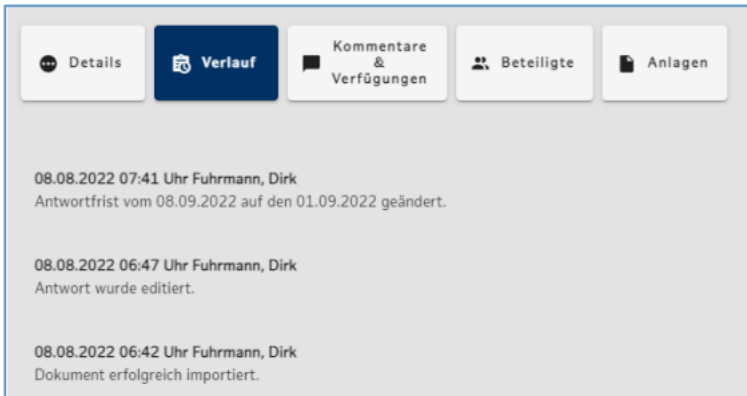 Details
Verlauf
Kommentare
&
Verfügungen
Beteiligte
Anlagen
08.08.2022 07:41 Uhr Fuhrmann, Dirk
Antwortfrist vom 08.09.2022 auf den 01.09.2022 geändert.
08.08.2022 06:47 Uhr Fuhrmann, Dirk
Antwort wurde editiert.
08.08.2022 06:42 Uhr Fuhrmann, Dirk
Dokument erfolgreich importiert.